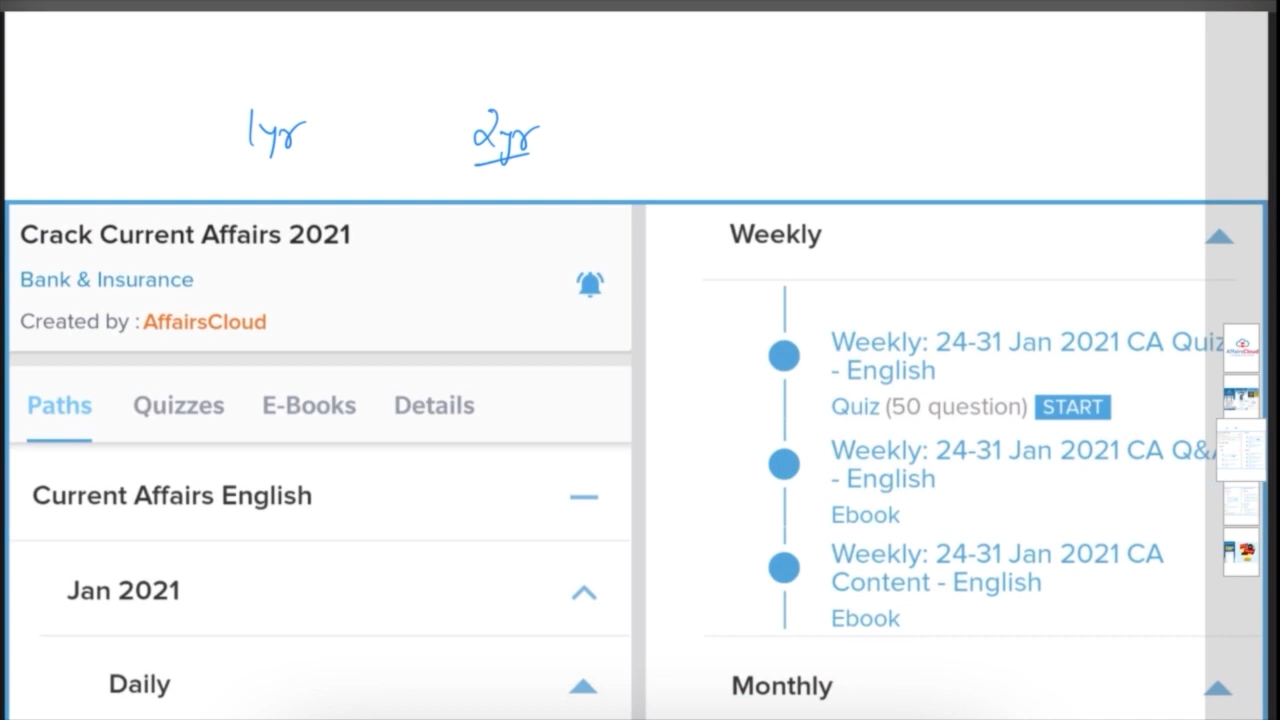 1yr 2yr
Crack Current Affairs 2021
Bank & Insurance
Created by : AffairsCloud
Paths Quizzes E-Books Details
Current Affairs English
Jan 2021
Daily
Weekly
Weekly: 24-31 Jan 2021 CA Quiz
- English
Quiz (50 question) START
Weekly: 24-31 Jan 2021 CA Q&A
- English
Ebook
Weekly: 24-31 Jan 2021 CA
Content - English
Ebook
Monthly